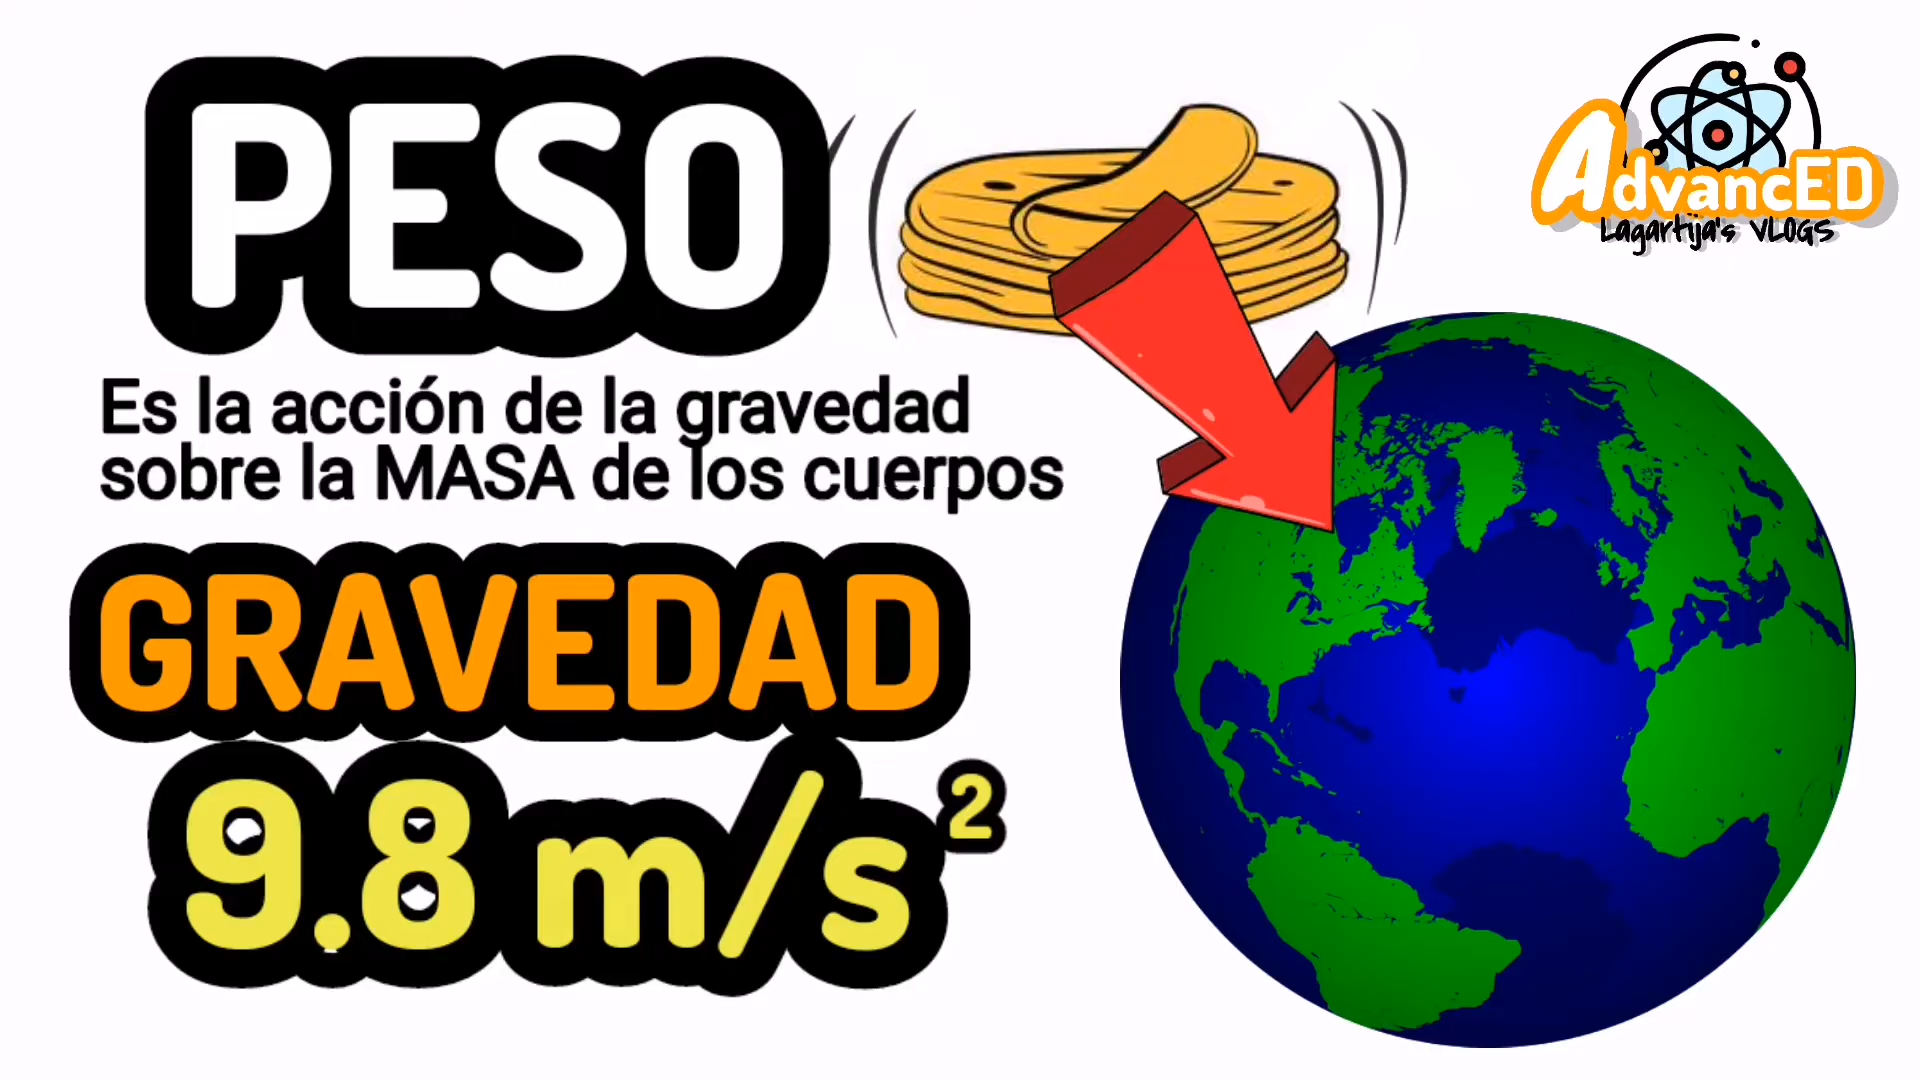 PESO
Es la acción de la gravedad
sobre la MASA de los cuerpos
GRAVEDAD
9.8 m/s²
AdvancED
Lagartija's VLOGS